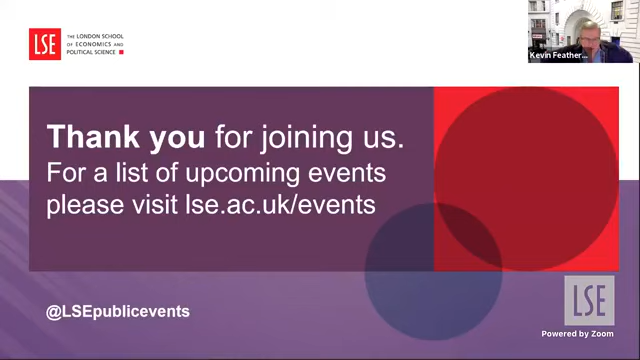 LSE
THE LONDON SCHOOL
OF ECONOMICS AND
POLITICAL SCIENCE
Kevin Feather...
Thank you for joining us.
For a list of upcoming events
please visit lse.ac.uk/events
@LSEpublicevents
LSE
Powered by Zoom